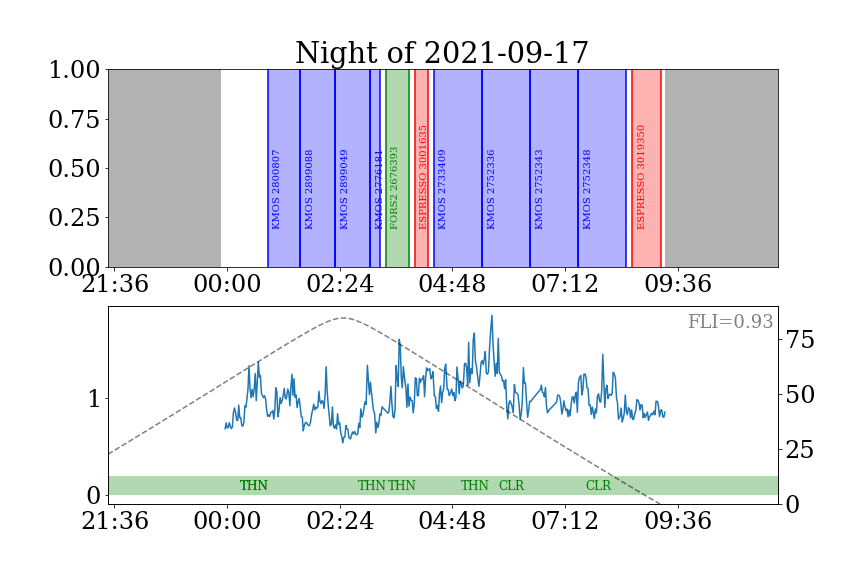 Night of 2021-09-17
1.00
0.75
0.50
0.25
0.00
KMOS 2800807
KMOS 2899088
KMOS 2899049
KMOS 2776181
FORS2 2676393
ESPRESSO 3001635
KMOS 2733409
KMOS 2752336
KMOS 2752343
KMOS 2752348
ESPRESSO 3019350
21:36 00:00 02:24 04:48 07:12 09:36
FLI=0.93
1
0
75
50
25
0
THN THN THN THN CLR CLR
21:36 00:00 02:24 04:48 07:12 09:36